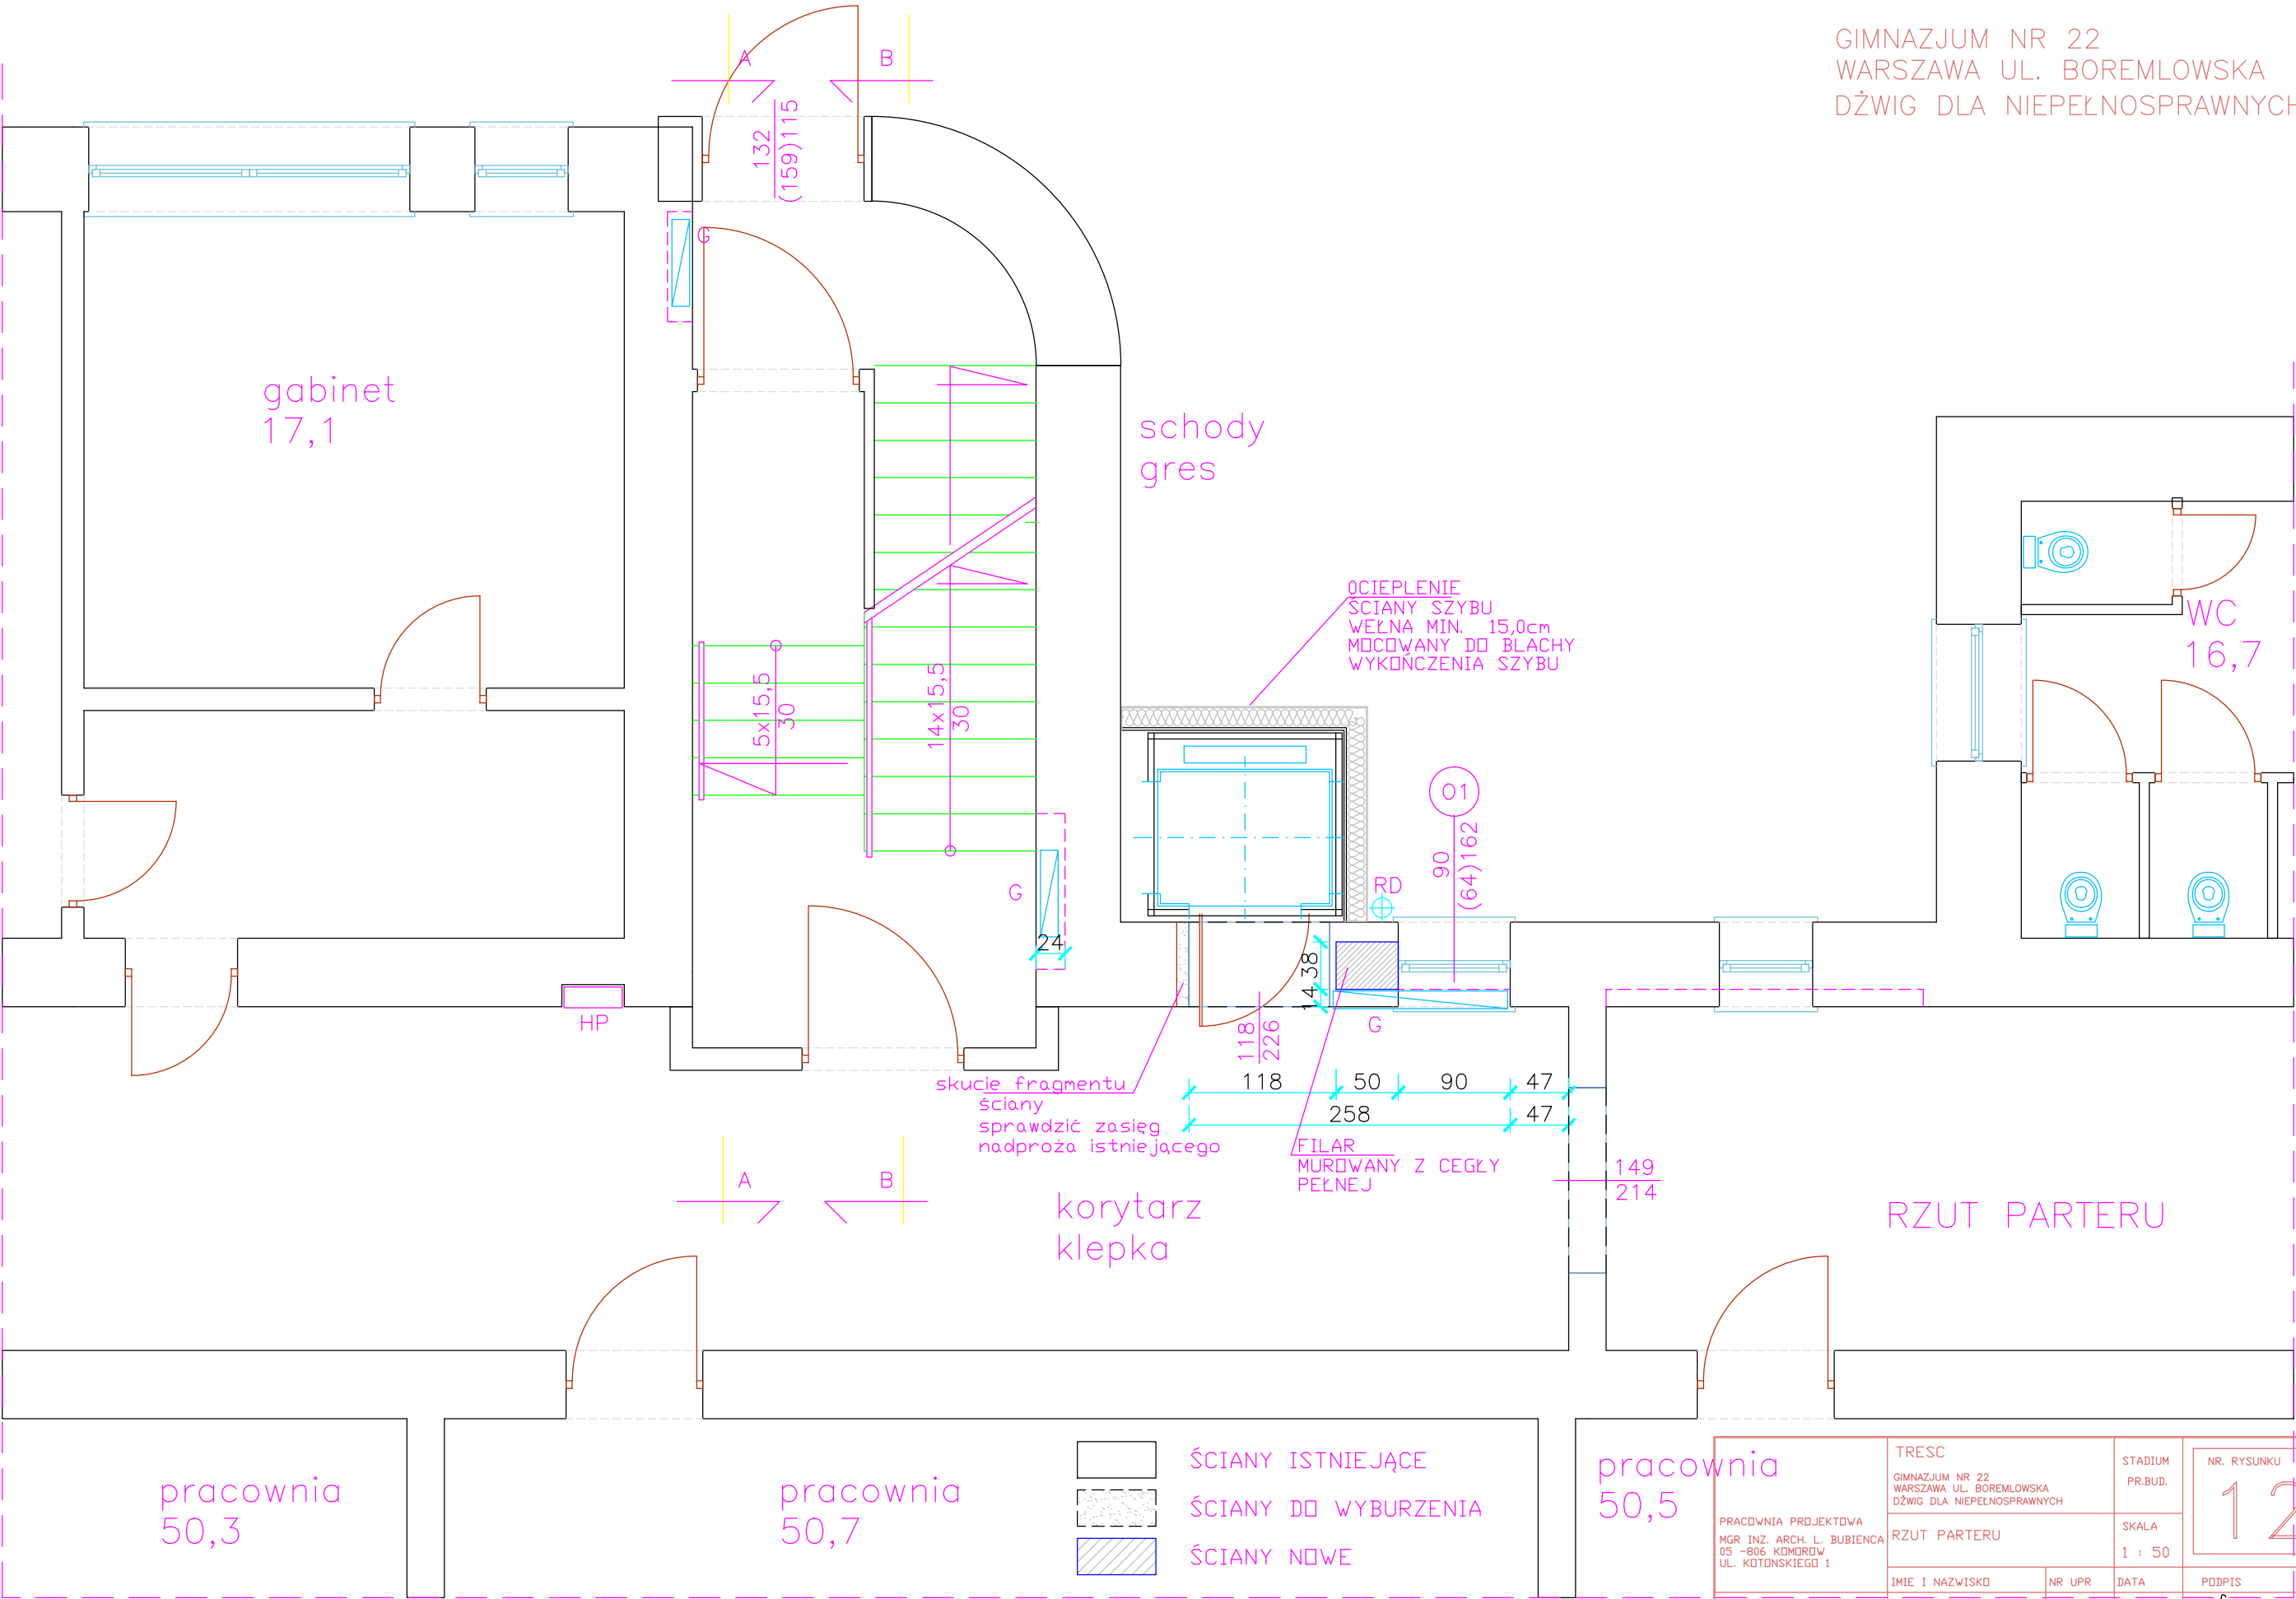 GIMNAZJUM NR 22
WARSZAWA UL. BOREMLOWSKA
DŹWIG DLA NIEPEŁNOSPRAWNYCH
A
B
132
(159)115
G
gabinet
17,1
schody
gres
OCIEPLENIE
ŚCIANY SZYBU
WEŁNA MIN. 15,0cm
MOCOWANY DO BLACHY
WYKOŃCZENIA SZYBU
WC
16,7
5x15,5
30
14x15,5
30
01
90
(64)162
RD
G
24
38
14
HP
G
118
226
118
50
90
47
258
47
skucie fragmentu
ściany
sprawdzić zasięg
nadproża istniejącego
FILAR
MUROWANY Z CEGŁY
PEŁNEJ
149
214
A
B
korytarz
klepka
RZUT PARTERU
pracownia
50,3
pracownia
50,7
pracownia
50,5
ŚCIANY ISTNIEJĄCE
ŚCIANY DO WYBURZENIA
ŚCIANY NOWE
PRACOWNIA PROJEKTOWA
MGR INZ. ARCH. L. BUBIENCA
05 -806 KOMOROW
UL. KOTONSKIEGO 1
TRESC
GIMNAZJUM NR 22
WARSZAWA UL. BOREMLOWSKA
DŹWIG DLA NIEPEŁNOSPRAWNYCH
RZUT PARTERU
IMIE I NAZWISKO
NR UPR
STADIUM
PR.BUD.
SKALA
1 : 50
DATA
NR. RYSUNKU
12
PODPIS